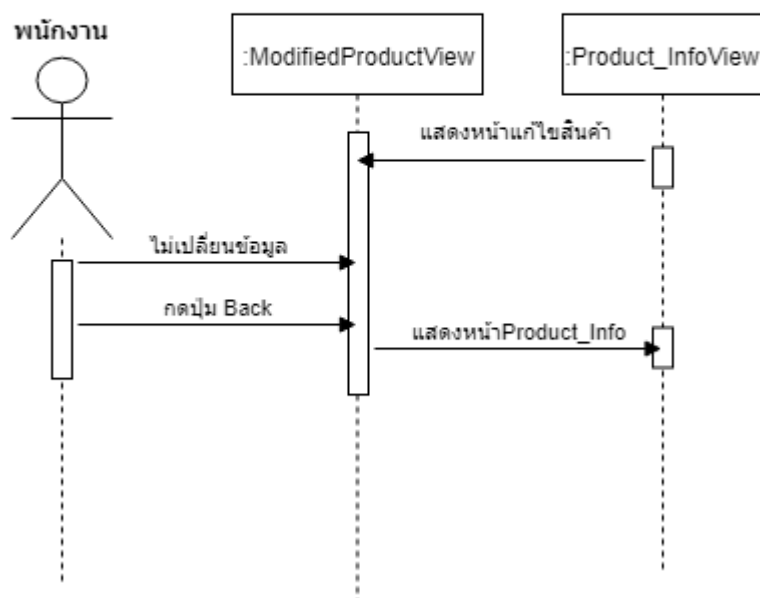 พนักงาน
:ModifiedProductView
:Product_InfoView
แสดงหน้าแก้ไขสินค้า
ไม่เปลี่ยนข้อมูล
กดปุ่ม Back
แสดงหน้าProduct_Info